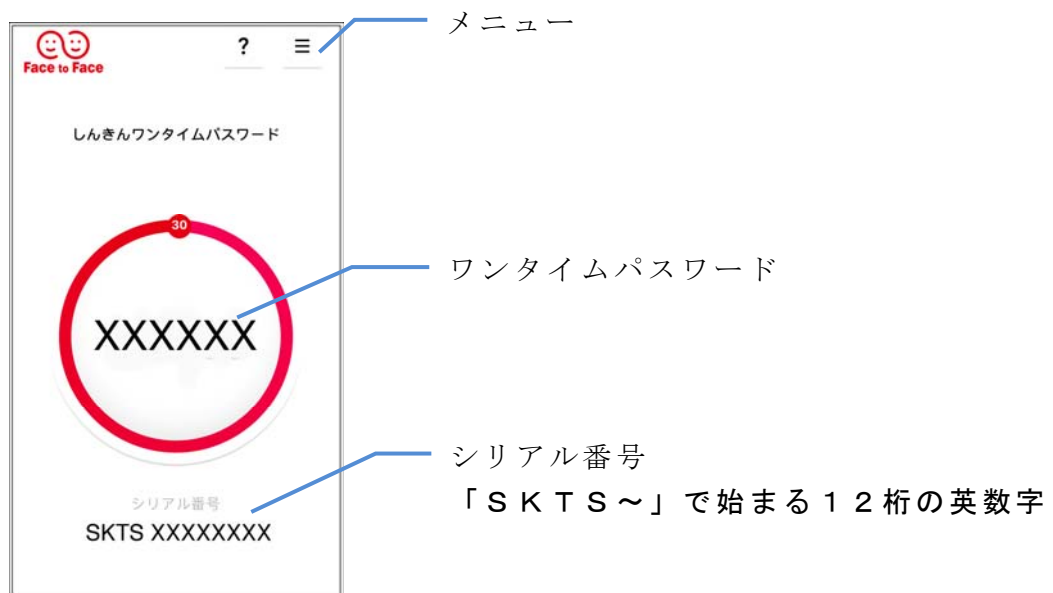 メニュー
? ≡
Face to Face
しんきんワンタイムパスワード
30
ワンタイムパスワード
XXXXXX
シリアル番号
「ＳＫＴＳ～」で始まる１２桁の英数字
シリアル番号
SKTS XXXXXXXX